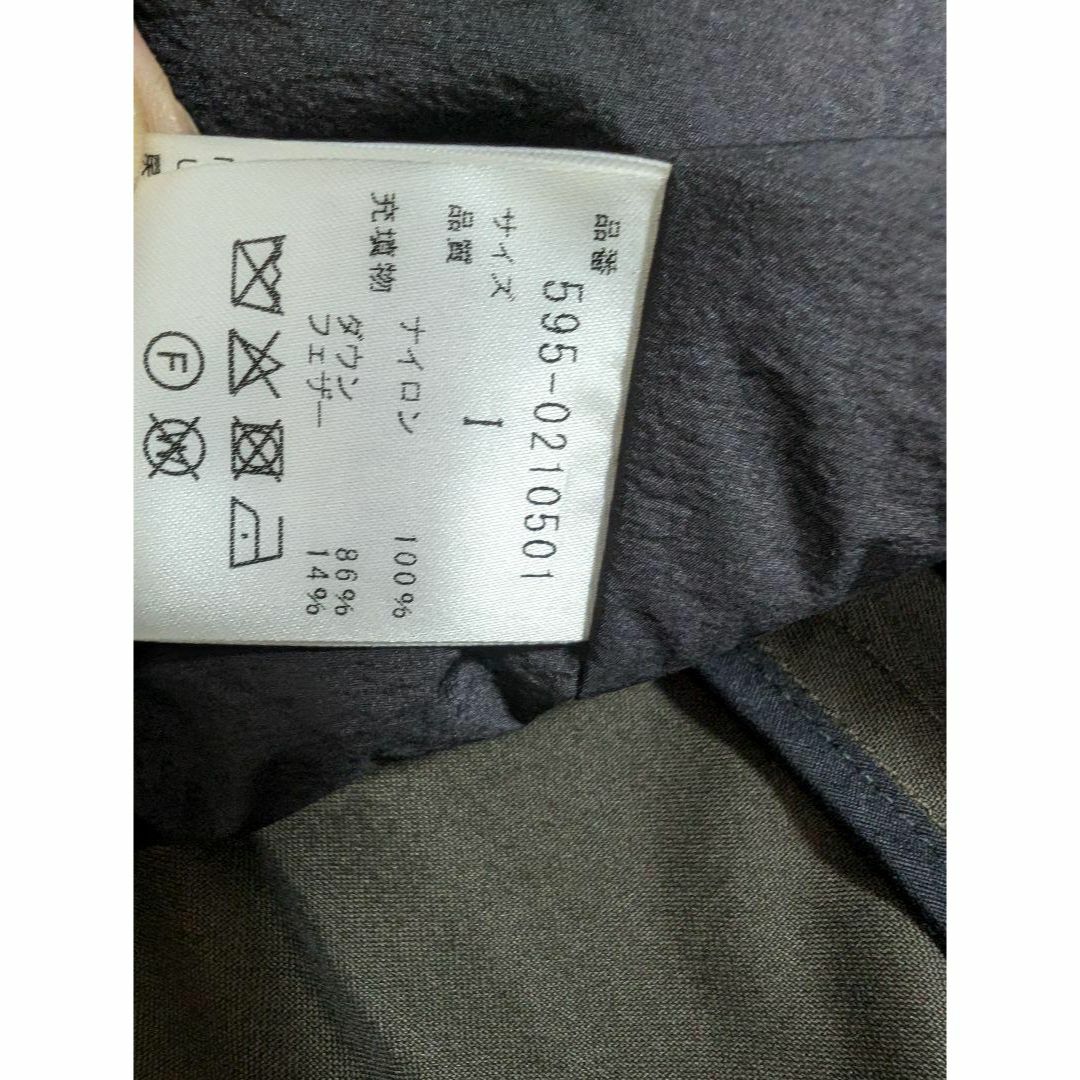 品番
595-0210501
サイズ I
品質
ナイロン 100%
充填物
ダウン 86%
フェザー 14%
F
W